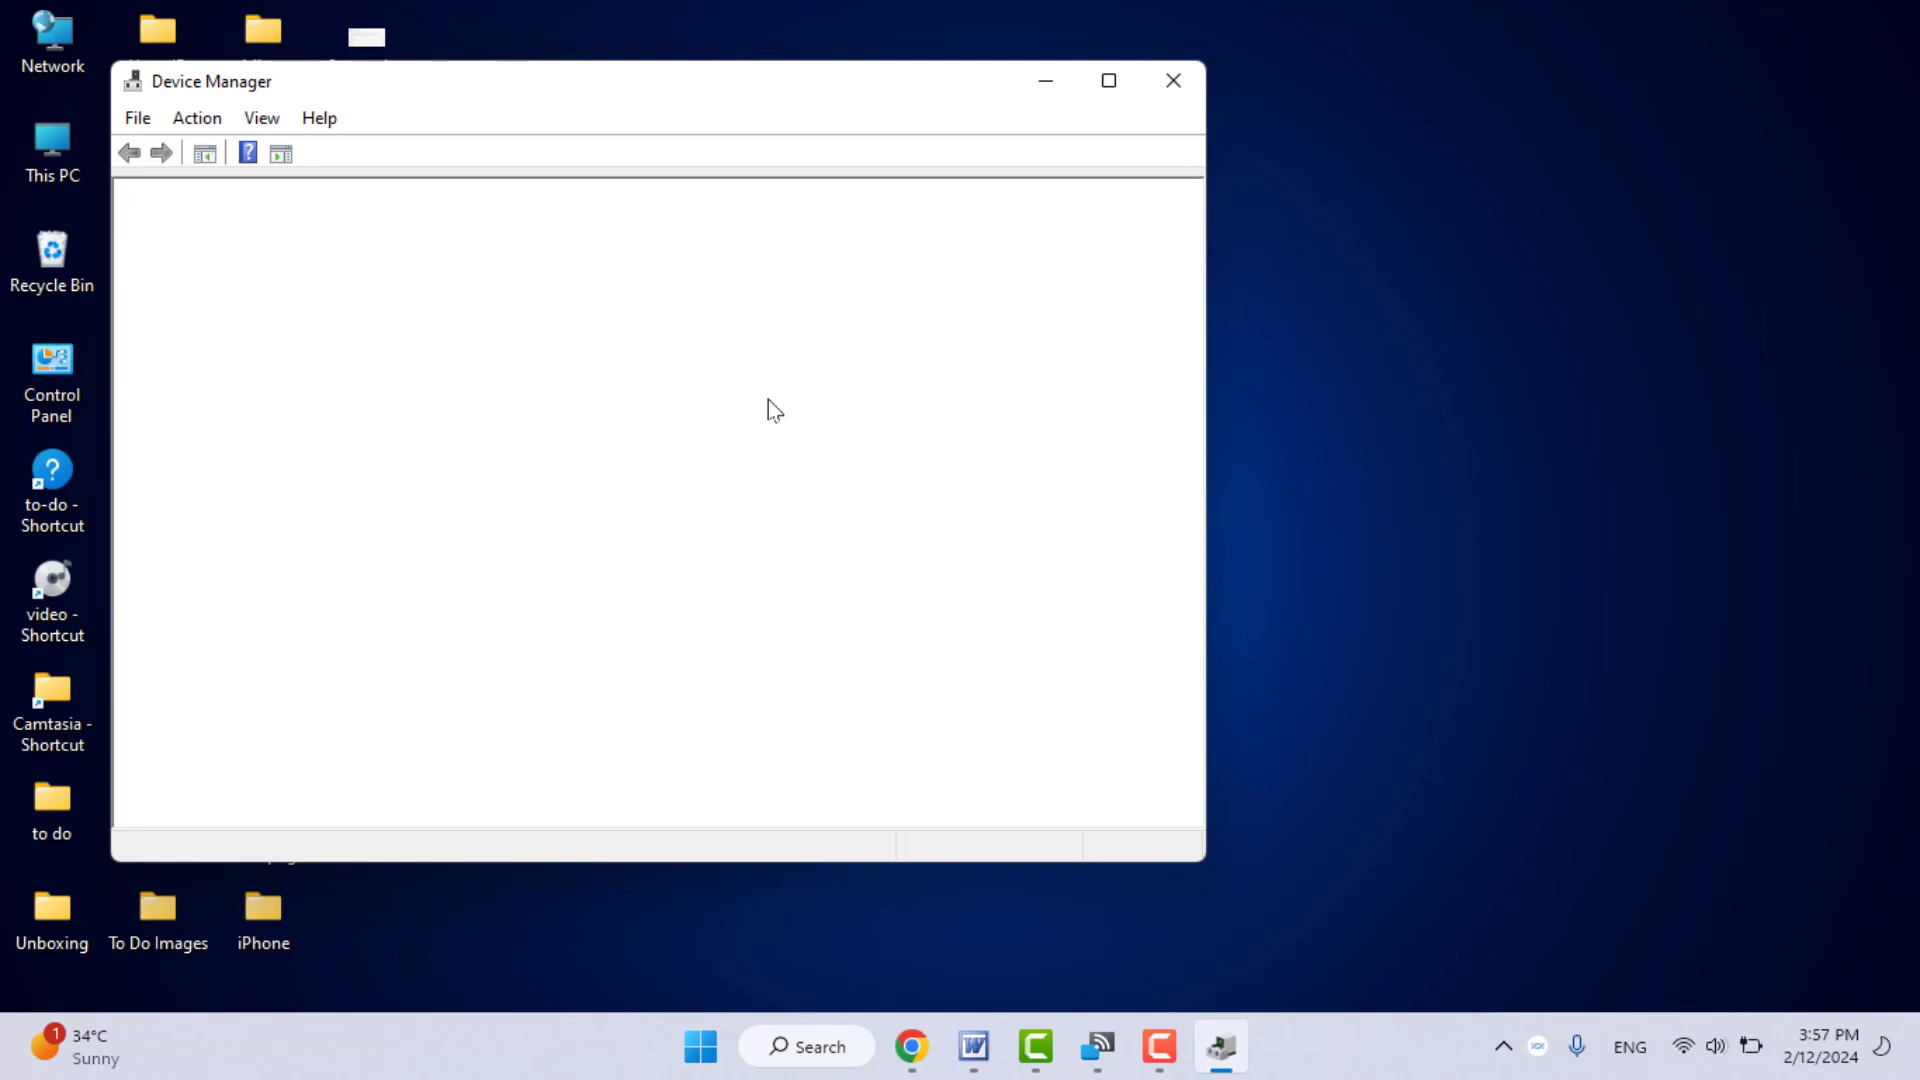 Network
This PC
Recycle Bin
Control
Panel
to-do -
Shortcut
video -
Shortcut
Camtasia -
Shortcut
to do
Unboxing
To Do Images
iPhone
Device Manager
File Action View Help
?
1
34°C
Sunny
Search
W
ENG
3:57 PM
2/12/2024